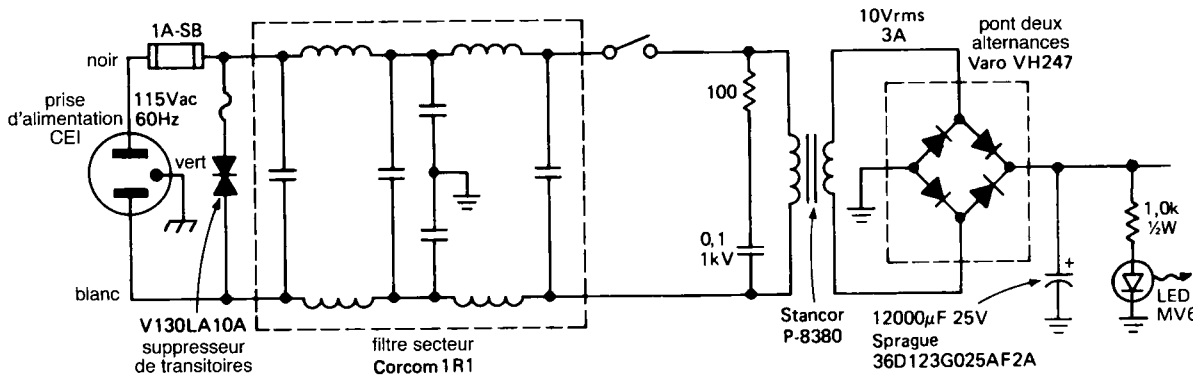 1A-SB
noir
prise
d'alimentation
CEI
115Vac
60Hz
vert
blanc
V130LA10A
suppresseur
de transitoires
filtre secteur
Corcom 1R1
100
0,1
1kV
Stancor
P-8380
10Vrms
3A
pont deux
alternances
Varo VH247
12000μF 25V
Sprague
36D123G025AF2A
+
1,0k
½W
LED
MV6